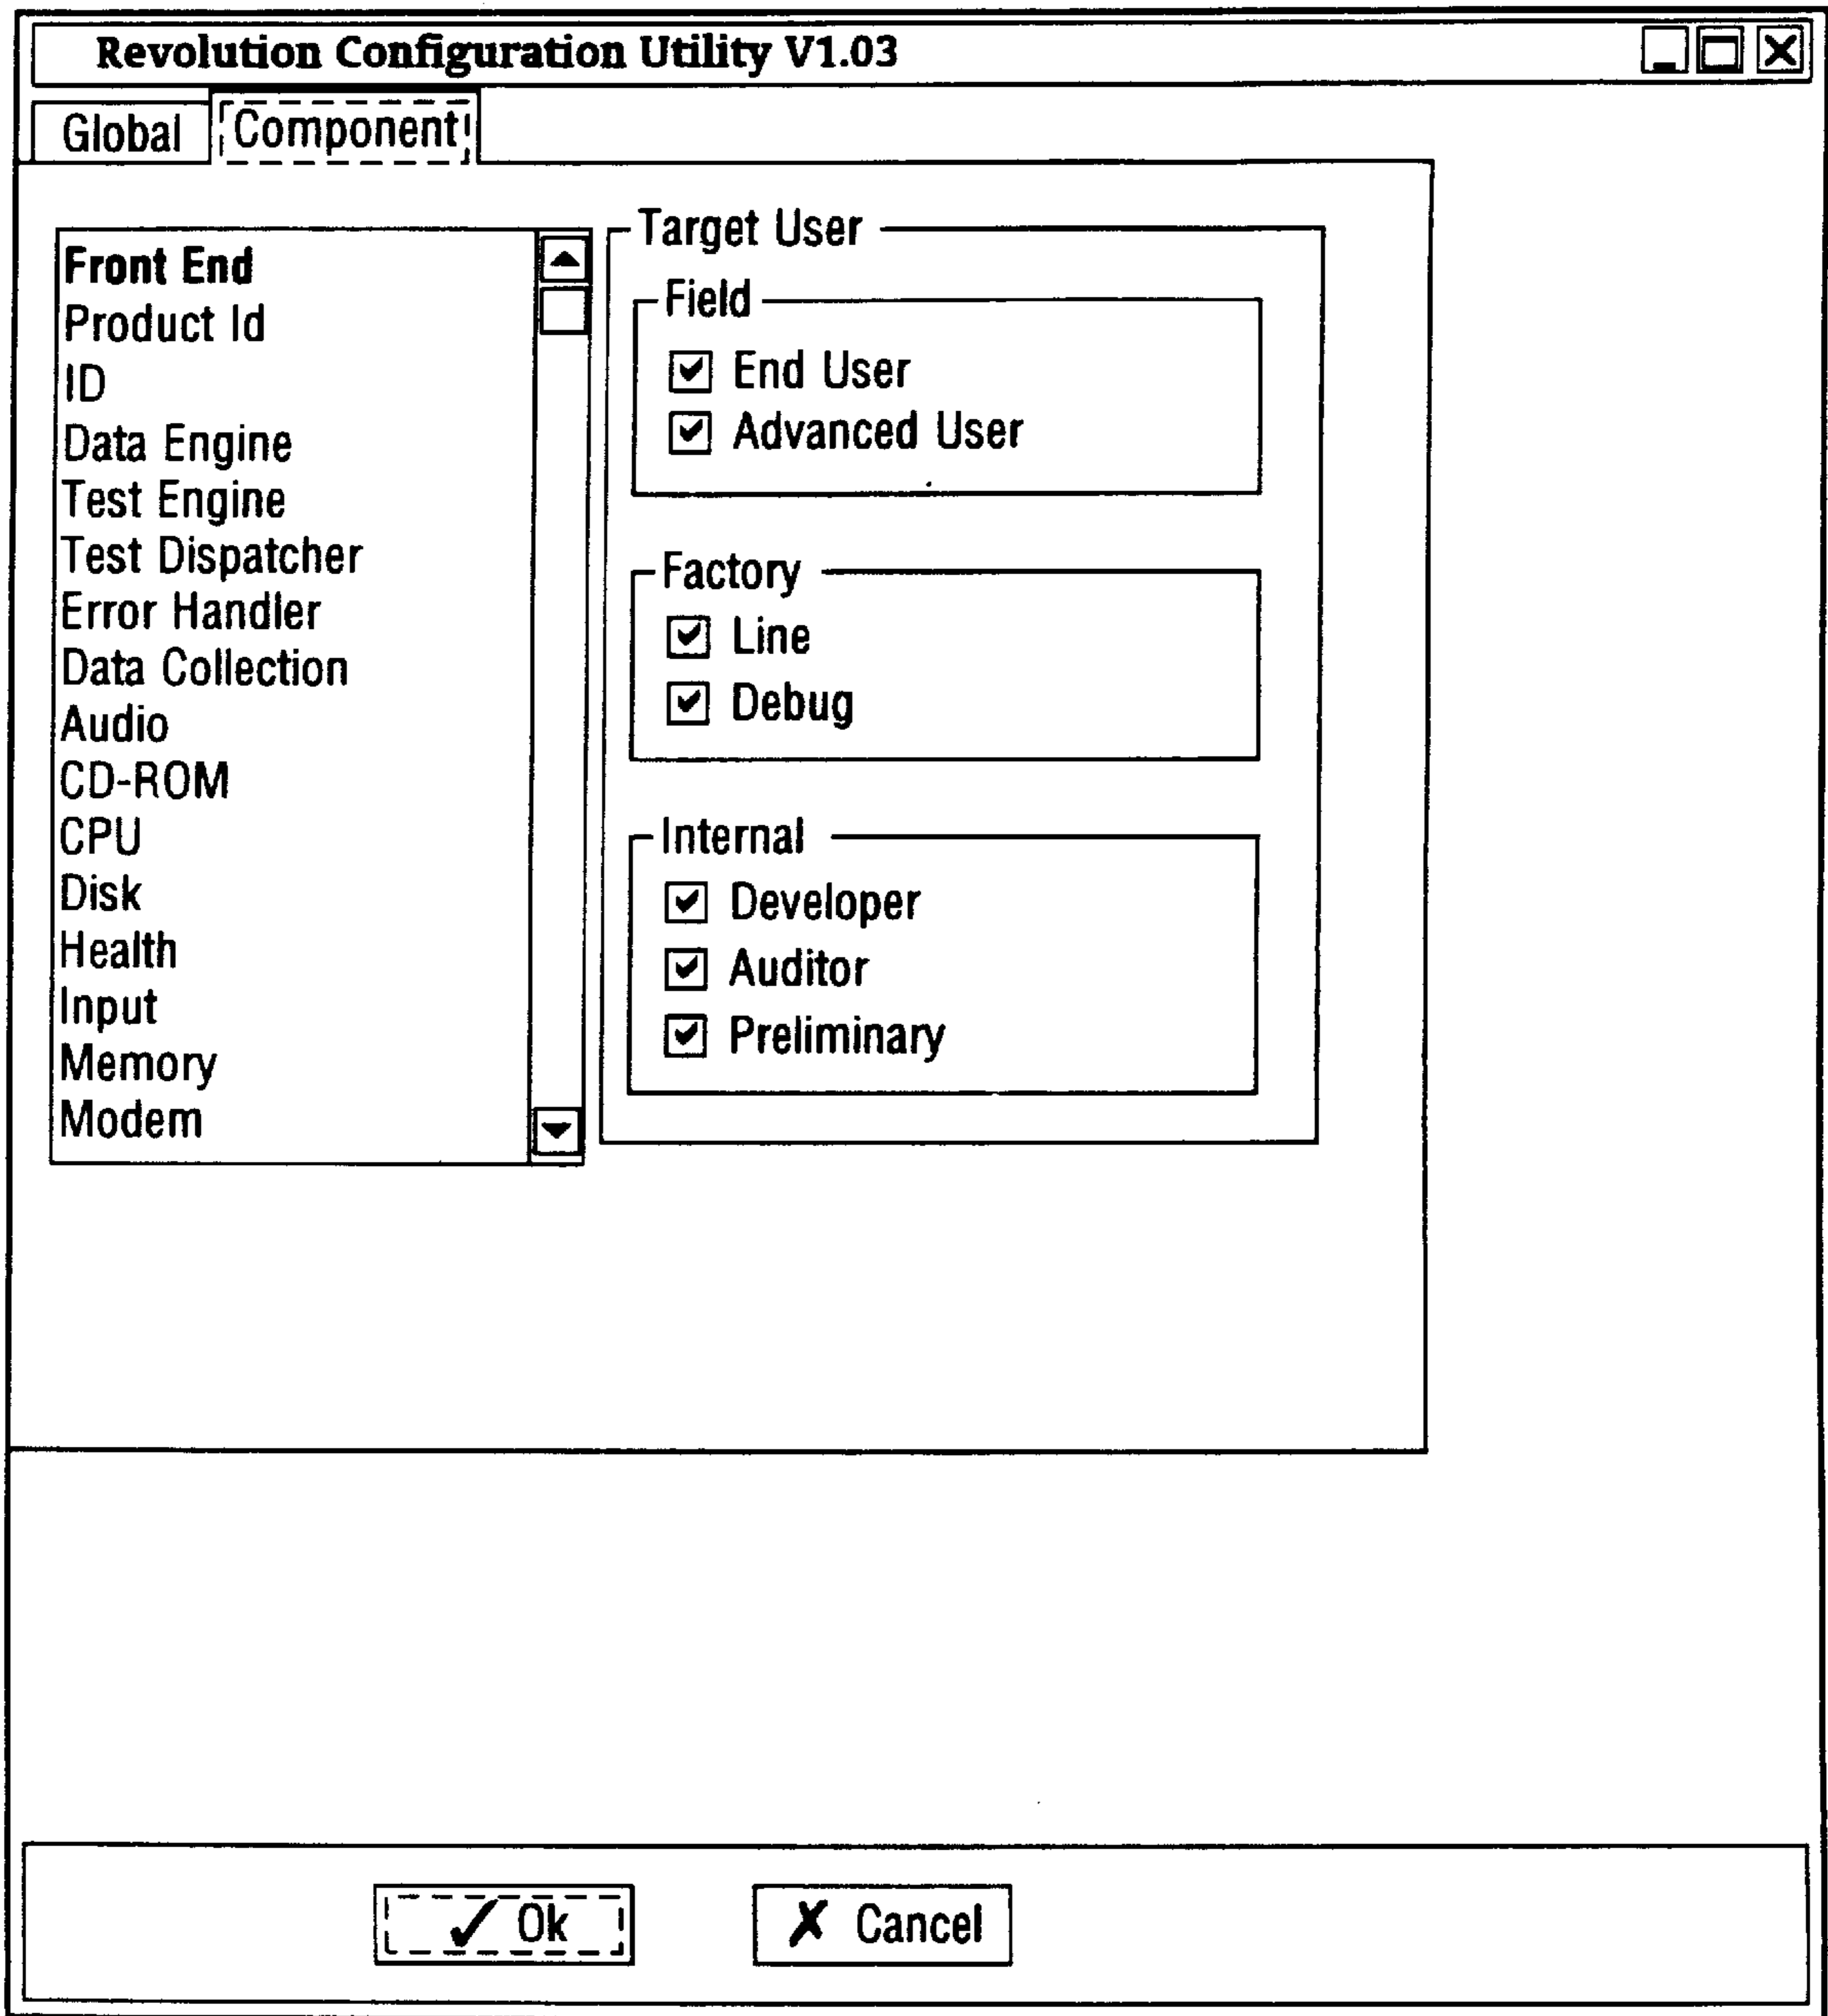 Revolution Configuration Utility V1.03
Global
Component
Front End
Product Id
ID
Data Engine
Test Engine
Test Dispatcher
Error Handler
Data Collection
Audio
CD-ROM
CPU
Disk
Health
Input
Memory
Modem
Target User
Field
End User
Advanced User
Factory
Line
Debug
Internal
Developer
Auditor
Preliminary
Ok
Cancel